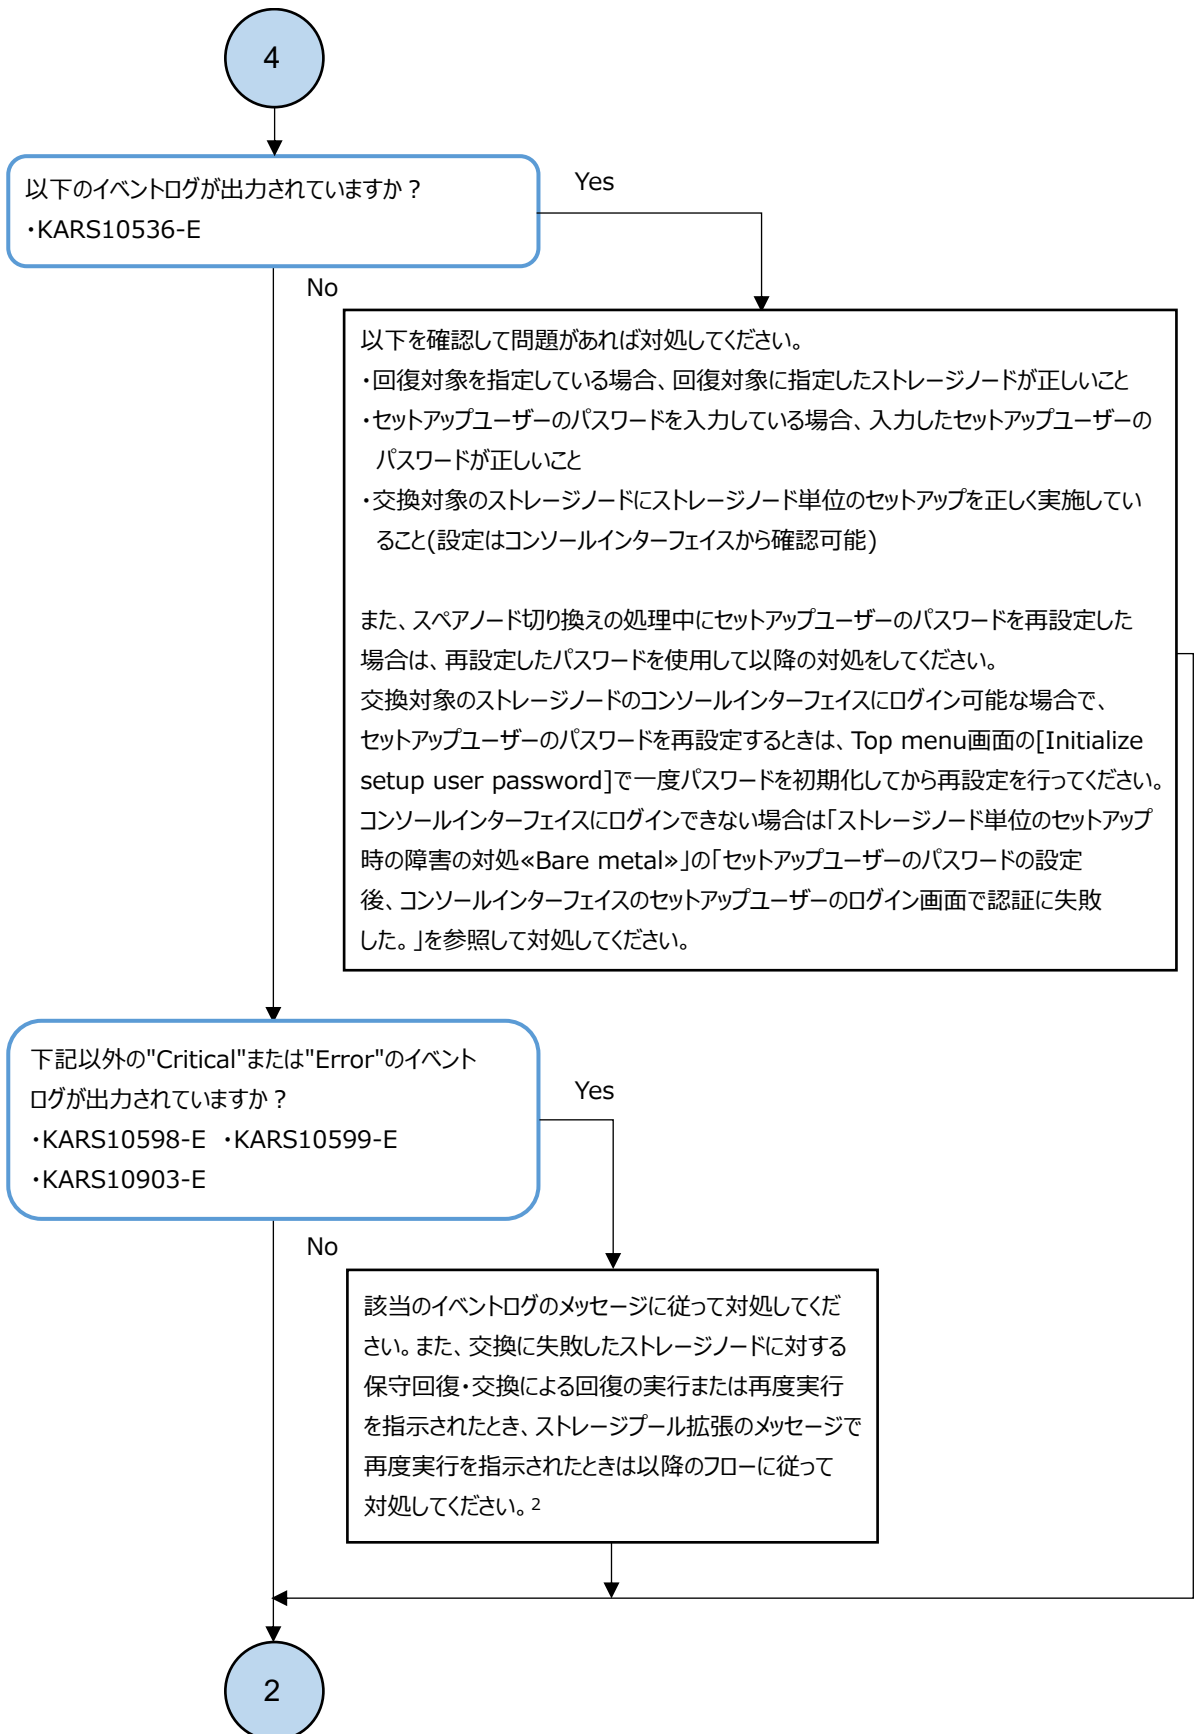 4
以下のイベントログが出力されていますか？
・KARS10536-E
Yes
No
以下を確認して問題があれば対処してください。
・回復対象を指定している場合、回復対象に指定したストレージノードが正しいこと
・セットアップユーザーのパスワードを入力している場合、入力したセットアップユーザーの
パスワードが正しいこと
・交換対象のストレージノードにストレージノード単位のセットアップを正しく実施してい
ること(設定はコンソールインターフェイスから確認可能)
また、スペアノード切り換えの処理中にセットアップユーザーのパスワードを再設定した
場合は、再設定したパスワードを使用して以降の対処をしてください。
交換対象のストレージノードのコンソールインターフェイスにログイン可能な場合で、
セットアップユーザーのパスワードを再設定するときは、Top menu画面の[Initialize
setup user password]で一度パスワードを初期化してから再設定を行ってください。
コンソールインターフェイスにログインできない場合は「ストレージノード単位のセットアップ
時の障害の対処≪Bare metal≫」の「セットアップユーザーのパスワードの設定
後、コンソールインターフェイスのセットアップユーザーのログイン画面で認証に失敗
した。」を参照して対処してください。
下記以外の"Critical"または"Error"のイベント
ログが出力されていますか？
・KARS10598-E ・KARS10599-E
・KARS10903-E
Yes
No
該当のイベントログのメッセージに従って対処してくだ
さい。また、交換に失敗したストレージノードに対する
保守回復・交換による回復の実行または再度実行
を指示されたとき、ストレージプール拡張のメッセージで
再度実行を指示されたときは以降のフローに従って
対処してください。2
2